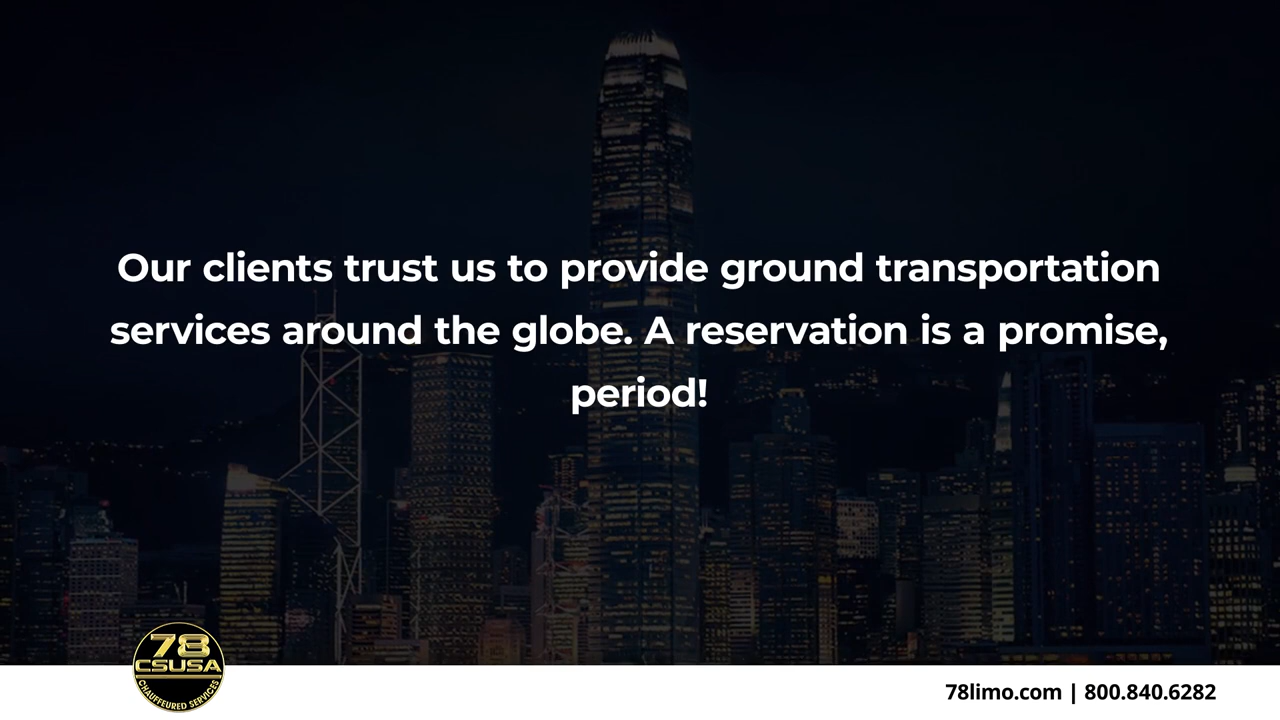 Our clients trust us to provide ground transportation
services around the globe. A reservation is a promise,
period!
78
CSUSA
CHAUFFEURED SERVICES
78limo.com | 800.840.6282